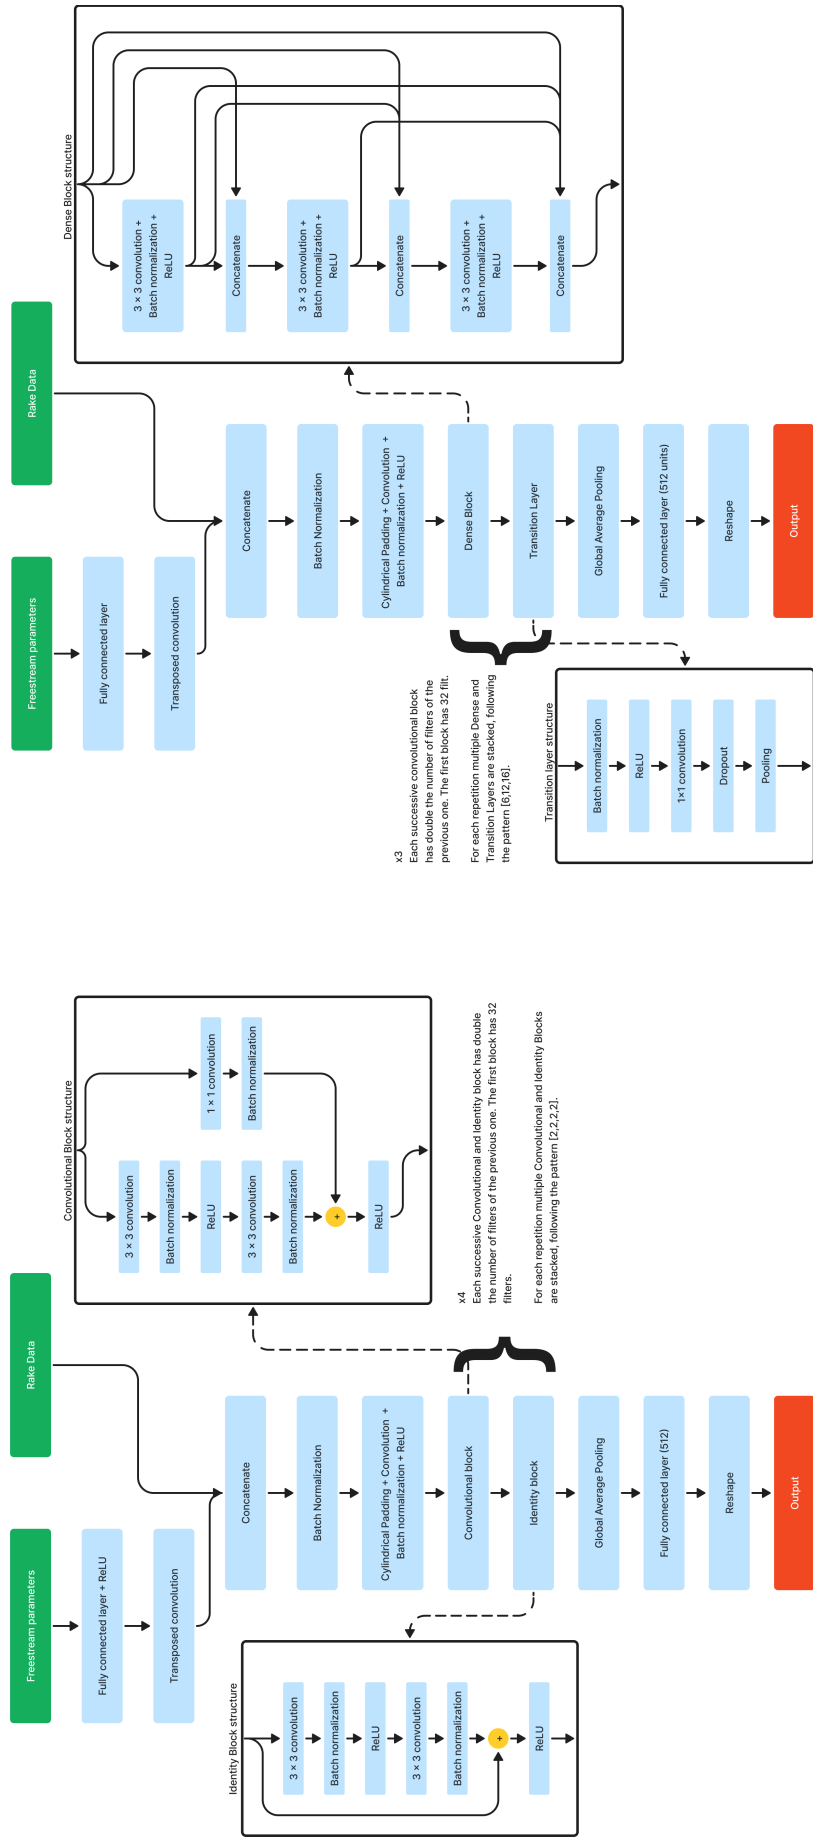 Freestream parameters
Rake Data
Fully connected layer + ReLU
Transposed convolution
Concatenate
Batch Normalization
Cylindrical Padding + Convolution +
Batch normalization + ReLU
Convolutional block
Identity block
Global Average Pooling
Fully connected layer (512)
Reshape
Output
Identity Block structure
3 × 3 convolution
Batch normalization
ReLU
3 × 3 convolution
Batch normalization
+
ReLU
Convolutional Block structure
3 × 3 convolution
Batch normalization
ReLU
3 × 3 convolution
Batch normalization
+
ReLU
1 × 1 convolution
Batch normalization
x4
Each successive Convolutional and Identity block has double
the number of filters of the previous one. The first block has 32
filters.
For each repetition multiple Convolutional and Identity Blocks
are stacked, following the pattern [2,2,2,2].
Freestream parameters
Rake Data
Fully connected layer
Transposed convolution
Concatenate
Batch Normalization
Cylindrical Padding + Convolution +
Batch normalization + ReLU
Dense Block
Transition Layer
Global Average Pooling
Fully connected layer (512 units)
Reshape
Output
x3
Each successive convolutional block
has double the number of filters of the
previous one. The first block has 32 filt.
For each repetition multiple Dense and
Transition Layers are stacked, following
the pattern [6,12,16].
Transition layer structure
Batch normalization
ReLU
1×1 convolution
Dropout
Pooling
Dense Block structure
3 × 3 convolution +
Batch normalization +
ReLU
Concatenate
3 × 3 convolution +
Batch normalization +
ReLU
Concatenate
3 × 3 convolution +
Batch normalization +
ReLU
Concatenate